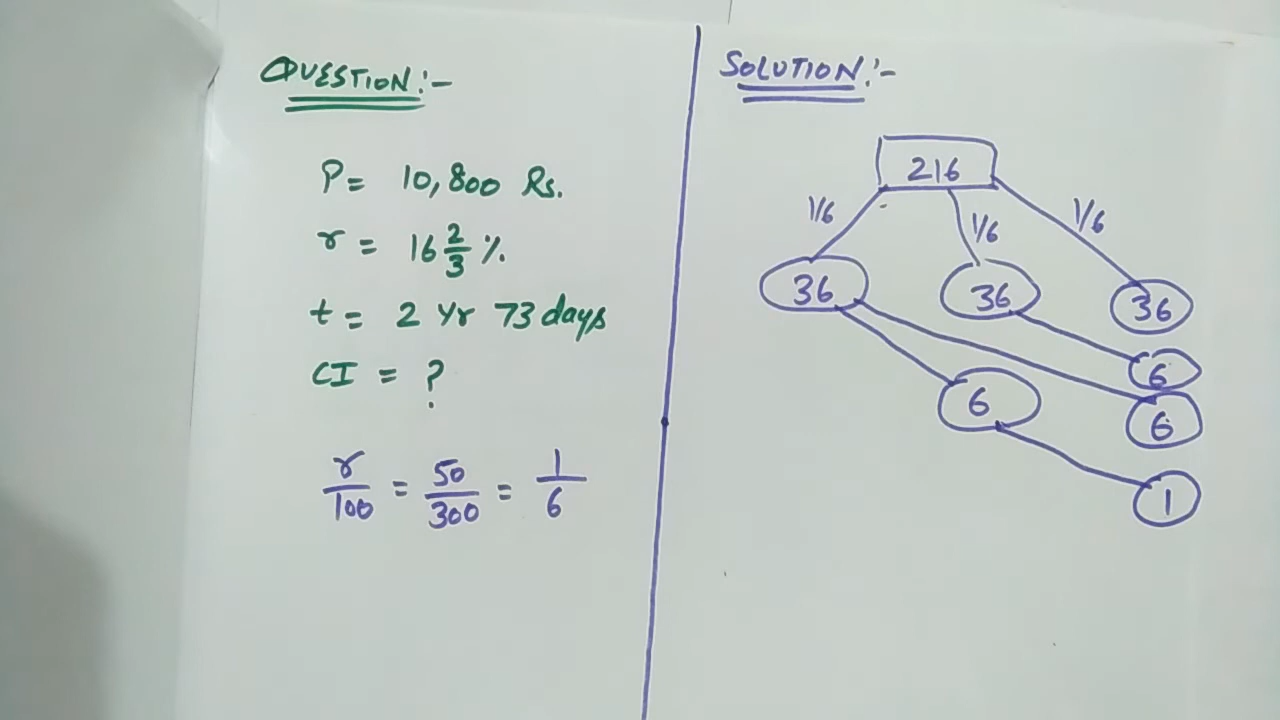 QUESTION:-
P = 10,800 Rs.
r = 16 2/3 %
t = 2 Yr 73 days
CI = ?
r/100 = 50/300 = 1/6
SOLUTION:-
216
1/6 1/6 1/6
36 36 36
6
6 6
1